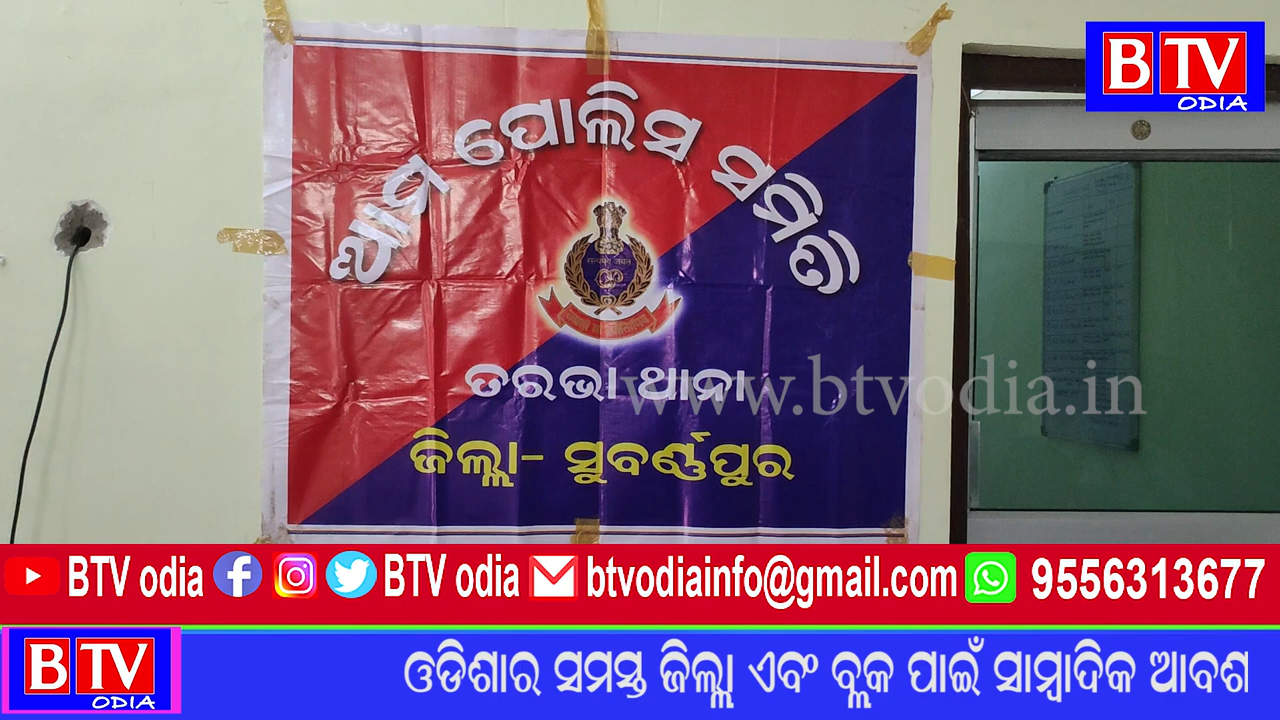 BTV
ODIA
ଥାନା ପୋଲିସ ସମିତି
ତରଭା ଥାନା
www.btvodia.in
ଜିଲ୍ଲା- ସୁବର୍ଣ୍ଣପୁର
BTV odia BTV odia btvodiainfo@gmail.com 9556313677
BTV
ODIA
ଓଡିଶାର ସମସ୍ତ ଜିଲ୍ଲା ଏବଂ ବ୍ଲକ ପାଇଁ ସାମ୍ବାଦିକ ଆବଶ